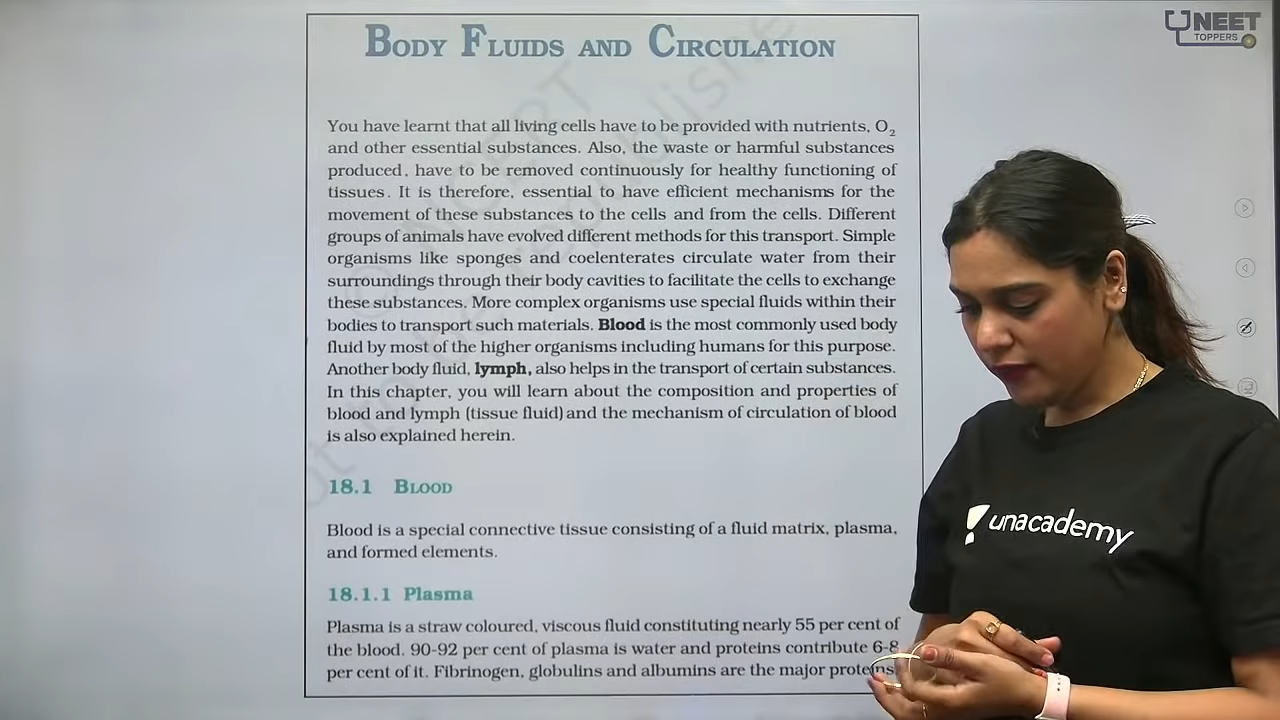 NEET
TOPPERS
BODY FLUIDS AND CIRCULATION
You have learnt that all living cells have to be provided with nutrients, O₂
and other essential substances. Also, the waste or harmful substances
produced, have to be removed continuously for healthy functioning of
tissues. It is therefore, essential to have efficient mechanisms for the
movement of these substances to the cells and from the cells. Different
groups of animals have evolved different methods for this transport. Simple
organisms like sponges and coelenterates circulate water from their
surroundings through their body cavities to facilitate the cells to exchange
these substances. More complex organisms use special fluids within their
bodies to transport such materials. Blood is the most commonly used body
fluid by most of the higher organisms including humans for this purpose.
Another body fluid, lymph, also helps in the transport of certain substances.
In this chapter, you will learn about the composition and properties of
blood and lymph (tissue fluid) and the mechanism of circulation of blood
is also explained herein.
18.1 BLOOD
Blood is a special connective tissue consisting of a fluid matrix, plasma,
and formed elements.
18.1.1 Plasma
Plasma is a straw coloured, viscous fluid constituting nearly 55 per cent of
the blood. 90-92 per cent of plasma is water and proteins contribute 6-8
per cent of it. Fibrinogen, globulins and albumins are the major proteins
unacademy